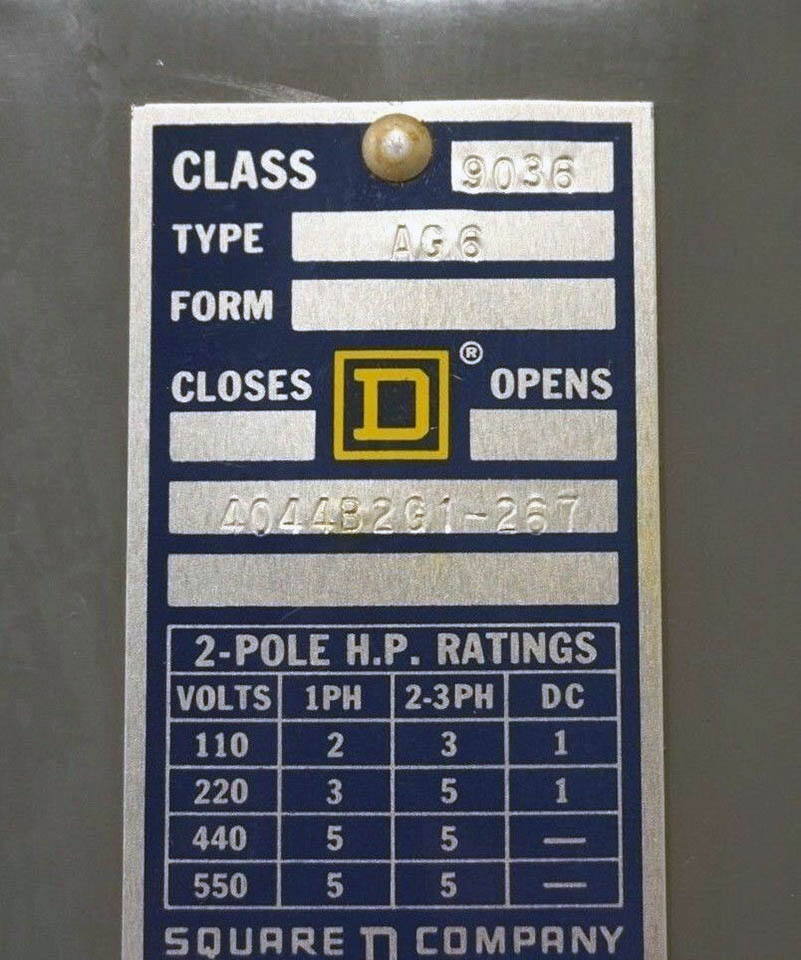 CLASS 9036
TYPE AG6
FORM
CLOSES D ® OPENS
4044B2G1-267
2-POLE H.P. RATINGS
VOLTS 1PH 2-3PH DC
110 2 3 1
220 3 5 1
440 5 5 —
550 5 5 —
SQUARE D COMPANY